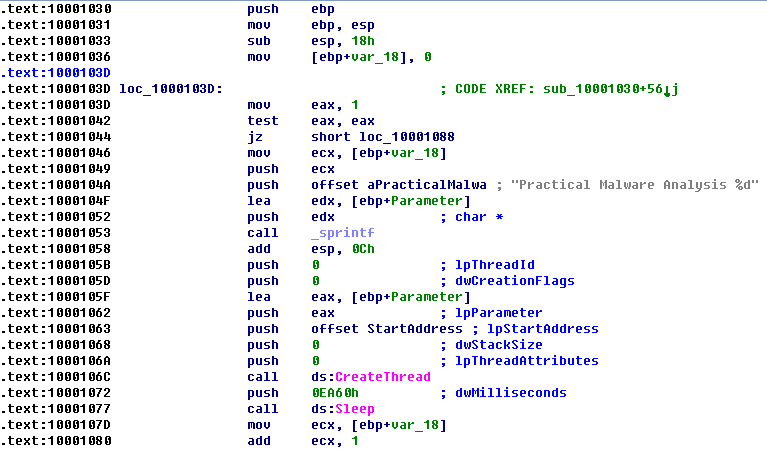 .text:10001030 push ebp
.text:10001031 mov ebp, esp
.text:10001033 sub esp, 18h
.text:10001036 mov [ebp+var_18], 0
.text:1000103D
.text:1000103D loc_1000103D: ; CODE XREF: sub_10001030+56↓j
.text:1000103D mov eax, 1
.text:10001042 test eax, eax
.text:10001044 jz short loc_10001088
.text:10001046 mov ecx, [ebp+var_18]
.text:10001049 push ecx
.text:1000104A push offset aPracticalMalwa ; "Practical Malware Analysis %d"
.text:1000104F lea edx, [ebp+Parameter]
.text:10001052 push edx ; char *
.text:10001053 call _sprintf
.text:10001058 add esp, 0Ch
.text:1000105B push 0 ; lpThreadId
.text:1000105D push 0 ; dwCreationFlags
.text:1000105F lea eax, [ebp+Parameter]
.text:10001062 push eax ; lpParameter
.text:10001063 push offset StartAddress ; lpStartAddress
.text:10001068 push 0 ; dwStackSize
.text:1000106A push 0 ; lpThreadAttributes
.text:1000106C call ds:CreateThread
.text:10001072 push 0EA60h ; dwMilliseconds
.text:10001077 call ds:Sleep
.text:1000107D mov ecx, [ebp+var_18]
.text:10001080 add ecx, 1